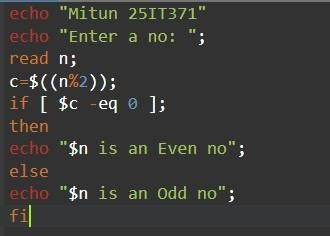 echo "Mitun 25IT371"
echo "Enter a no: ";
read n;
c=$((n%2));
if [ $c -eq 0 ];
then
echo "$n is an Even no";
else
echo "$n is an Odd no";
fi